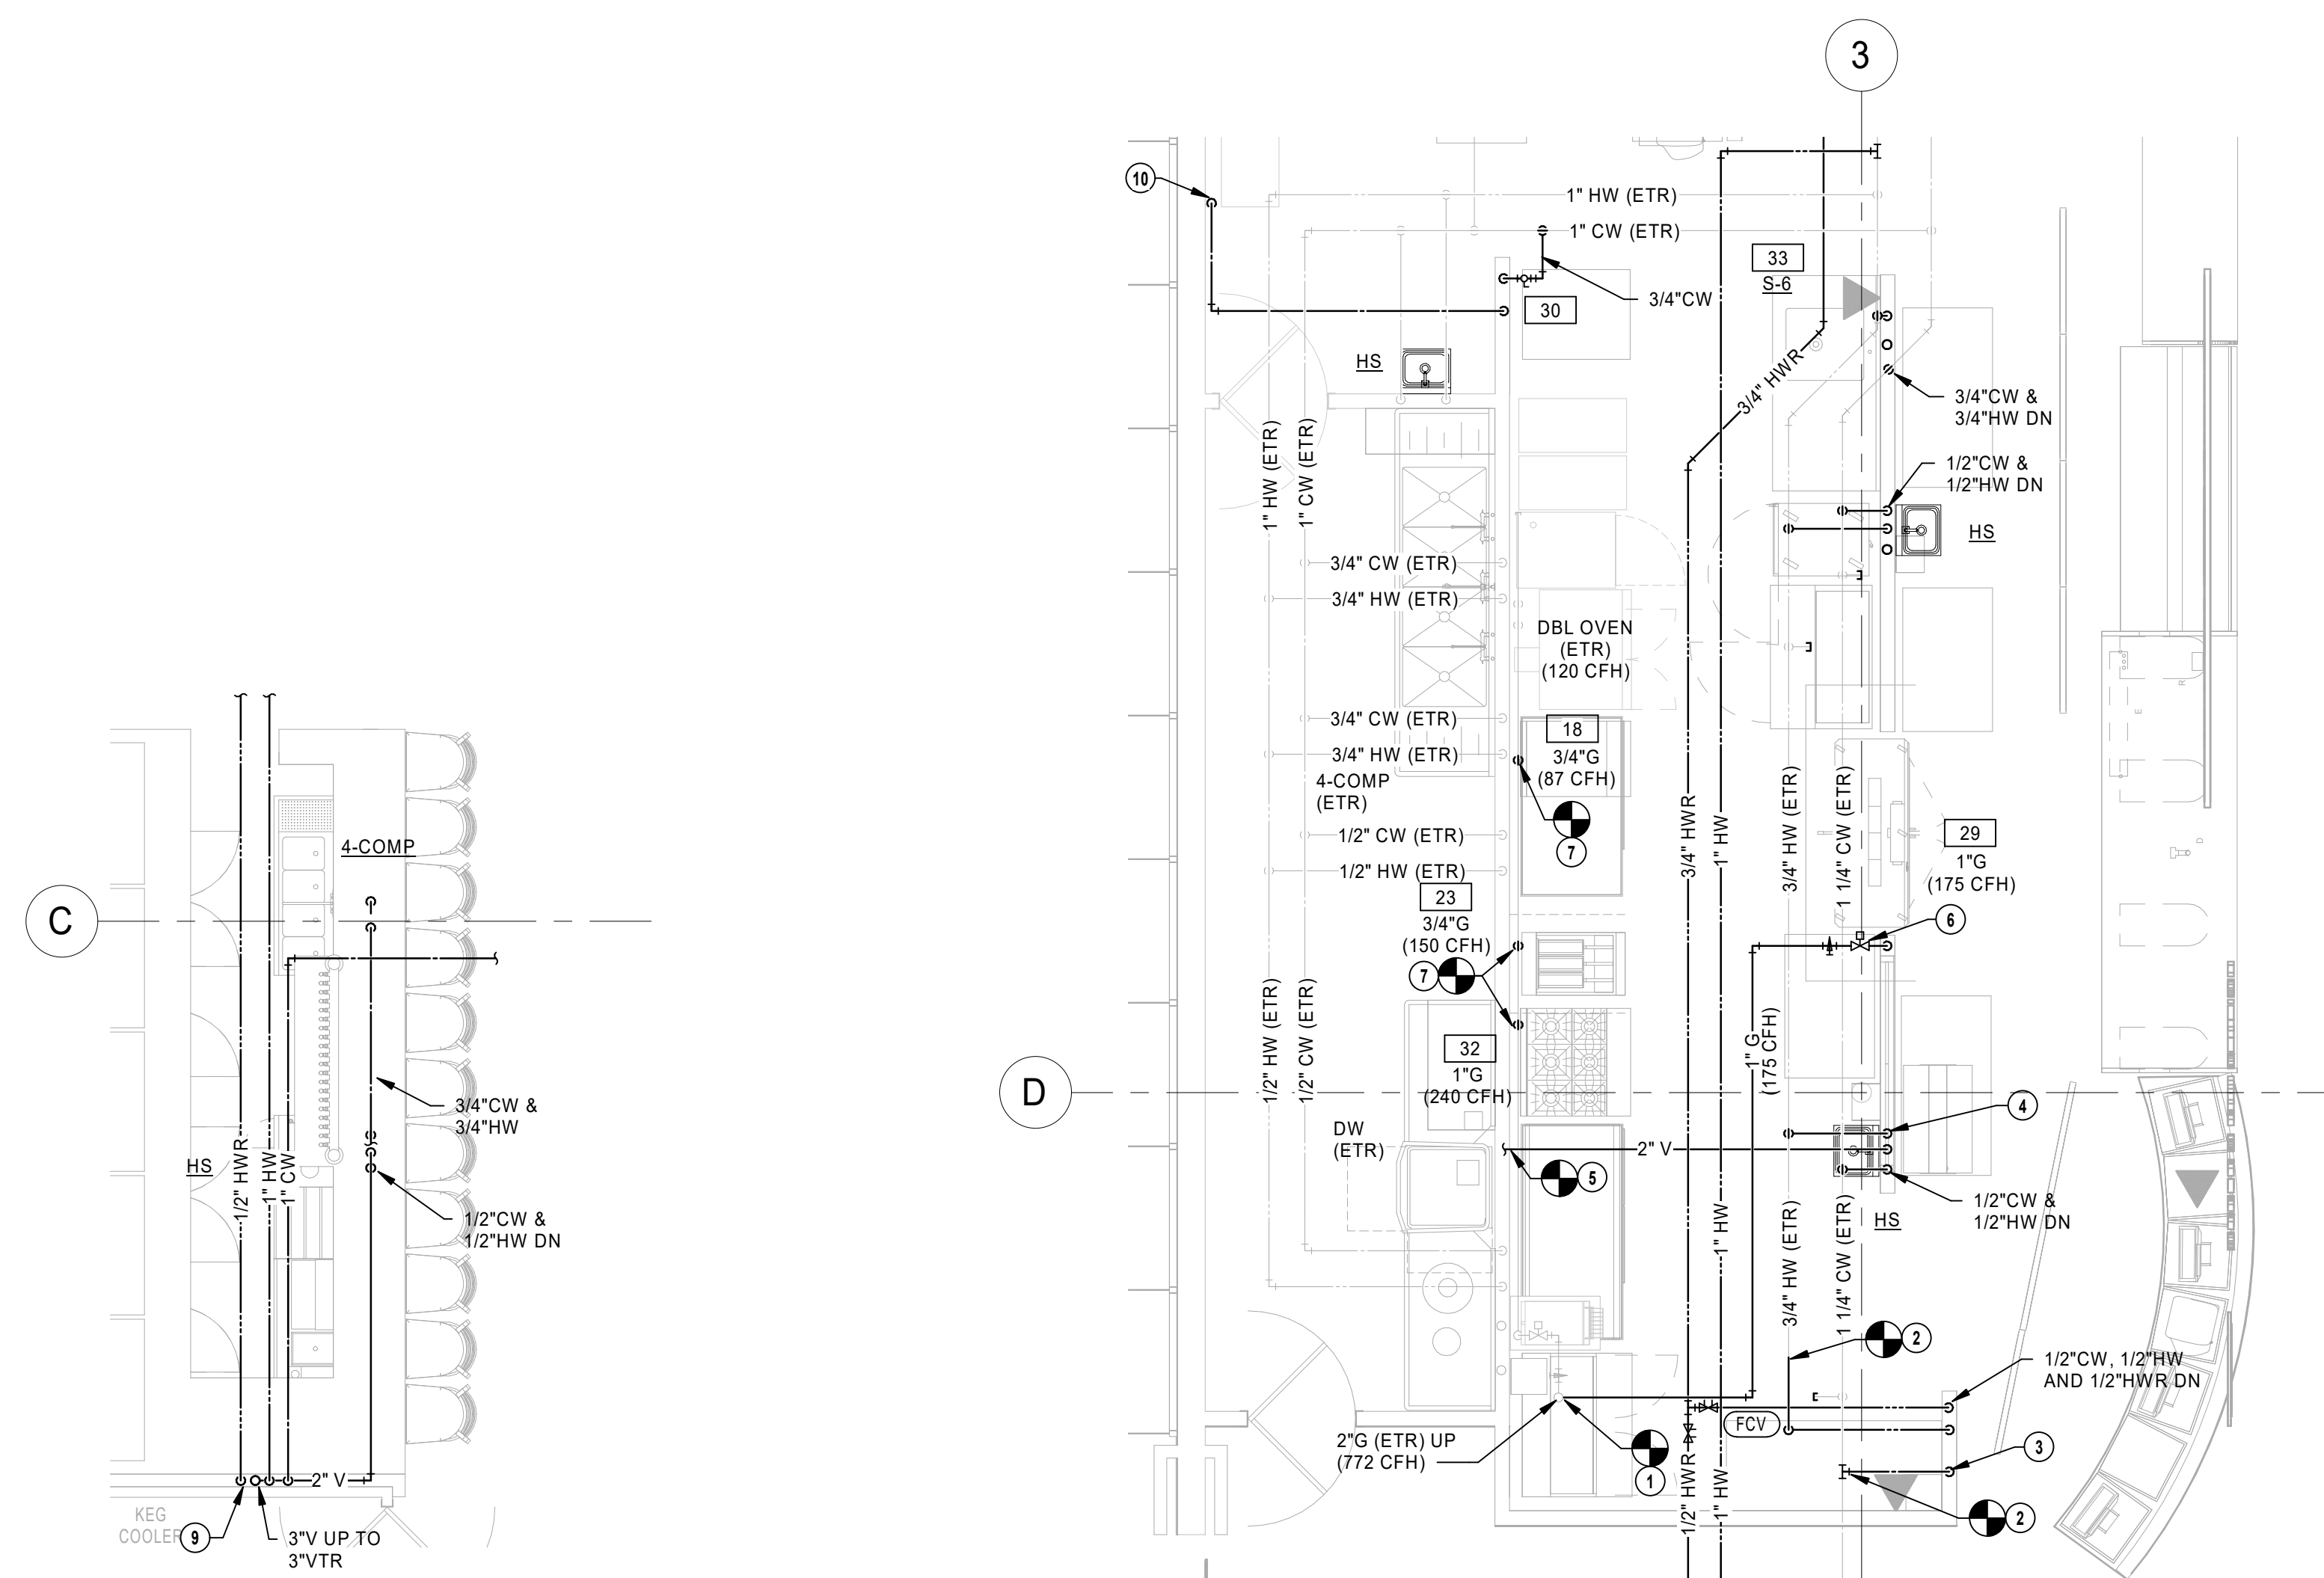 3
10
1" HW (ETR)
1" CW (ETR)
33
S-6
3/4"CW
30
HS
3/4" HWR
3/4"CW &
3/4"HW DN
1" HW (ETR)
1" CW (ETR)
1/2"CW &
1/2"HW DN
HS
3/4" CW (ETR)
3/4" HW (ETR)
DBL OVEN
(ETR)
(120 CFH)
3/4" CW (ETR)
3/4" HW (ETR)
4-COMP
(ETR)
18
3/4"G
(87 CFH)
7
1/2" CW (ETR)
1/2" HW (ETR)
3/4" HWR
1" HW
3/4" HW (ETR)
1 1/4" CW (ETR)
29
1"G
(175 CFH)
R
E
D
23
3/4"G
(150 CFH)
7
6
1/2" HW (ETR)
1/2" CW (ETR)
32
1"G
(240 CFH)
1" G
(175 CFH)
D
4
DW
(ETR)
2" V
5
1/2"CW &
1/2"HW DN
HS
1" HW
3/4" HW (ETR)
1 1/4" CW (ETR)
2
1/2"CW, 1/2"HW
AND 1/2"HWR DN
FCV
2"G (ETR) UP
(772 CFH)
1
3
1/2" HWR
1" HW
2
4-COMP
C
3/4"CW &
3/4"HW
HS
1/2" HWR
1" HW
1" CW
1/2"CW &
1/2"HW DN
2" V
KEG
COOLER
9
3"V UP TO
3"VTR